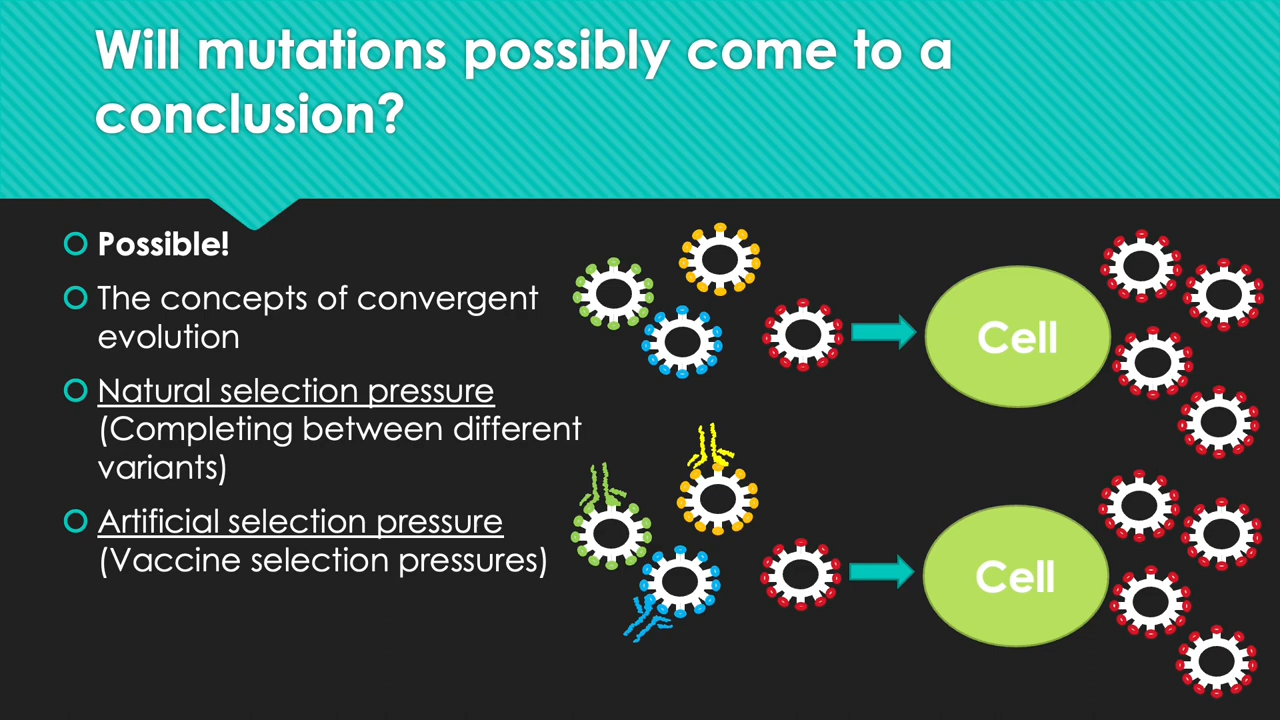 Will mutations possibly come to a
conclusion?
Possible!
The concepts of convergent
evolution
Natural selection pressure
(Completing between different
variants)
Artificial selection pressure
(Vaccine selection pressures)
Cell
Cell